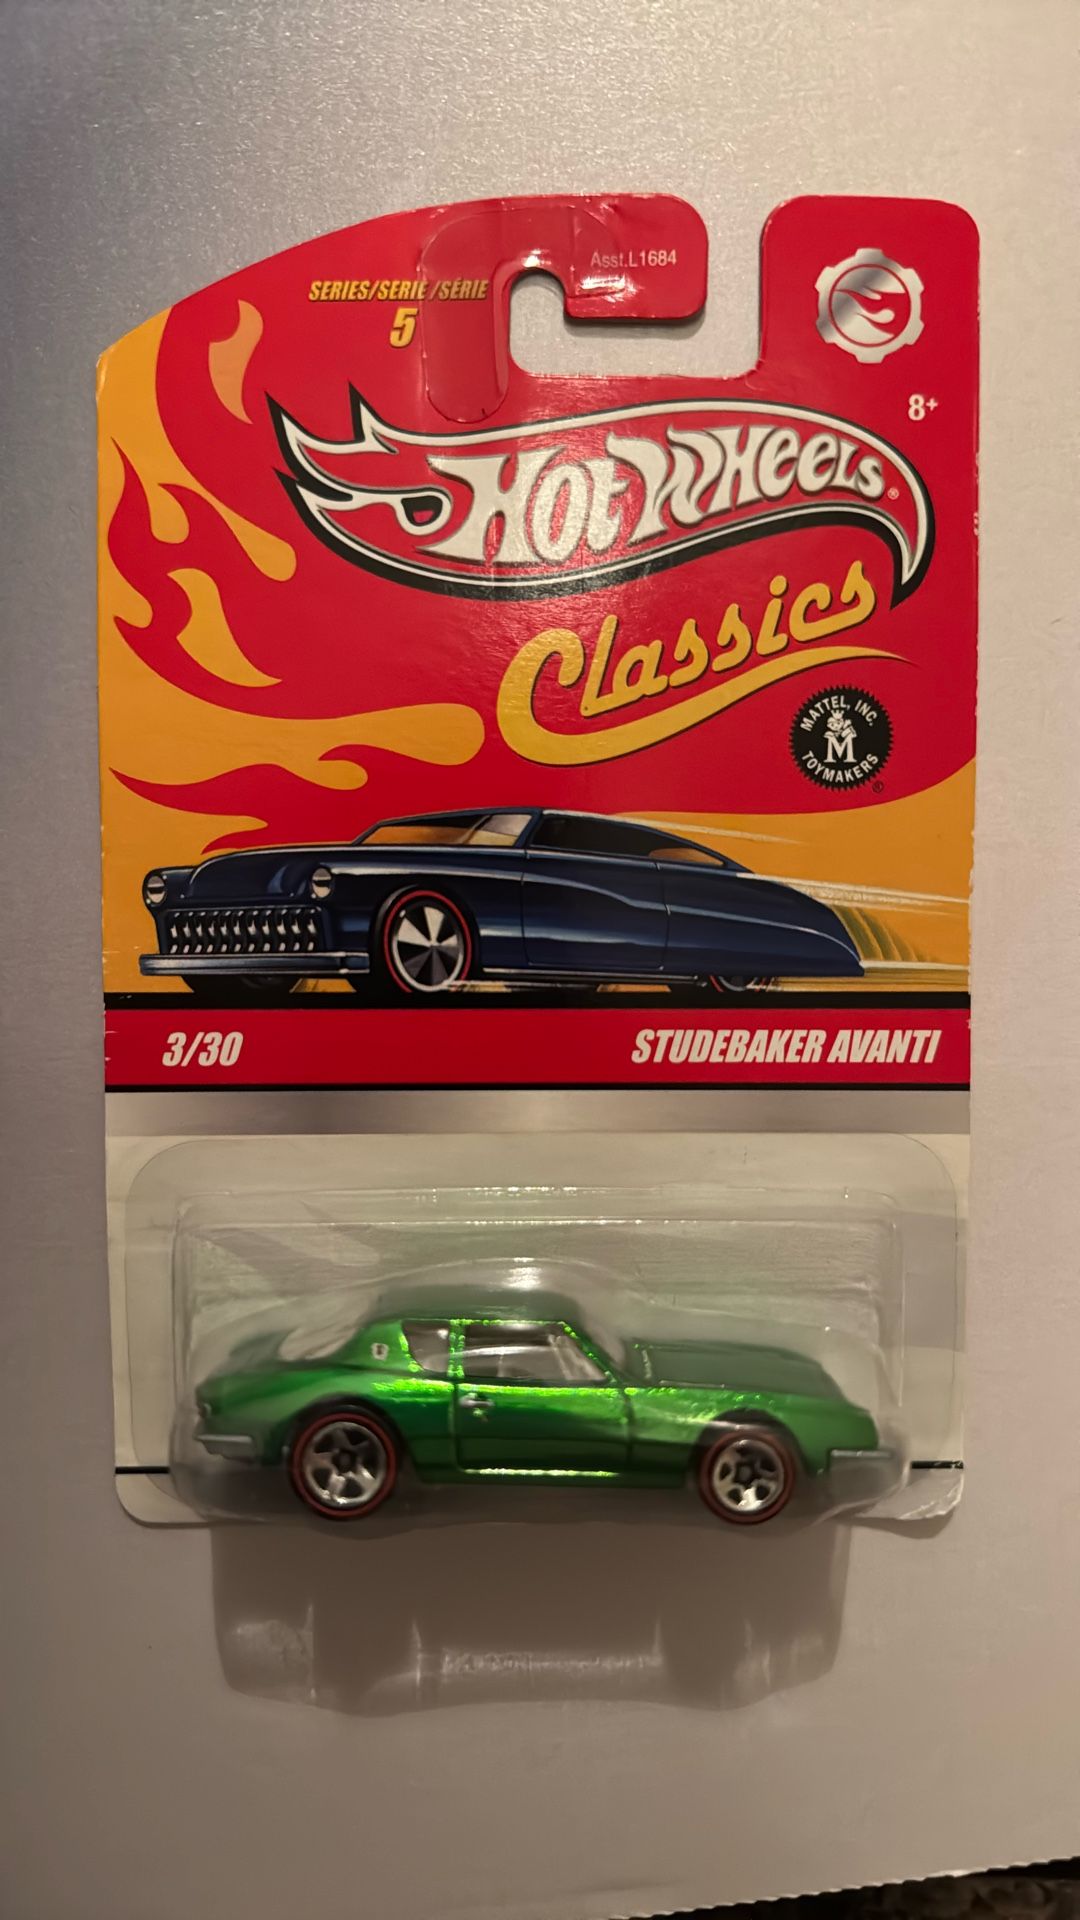 Asst.L1684
SERIES/SERIE/SÉRIE
5
8+
HOT WHEELS®
Classics
MATTEL, INC.
M
TOYMAKERS®
3/30
STUDEBAKER AVANTI